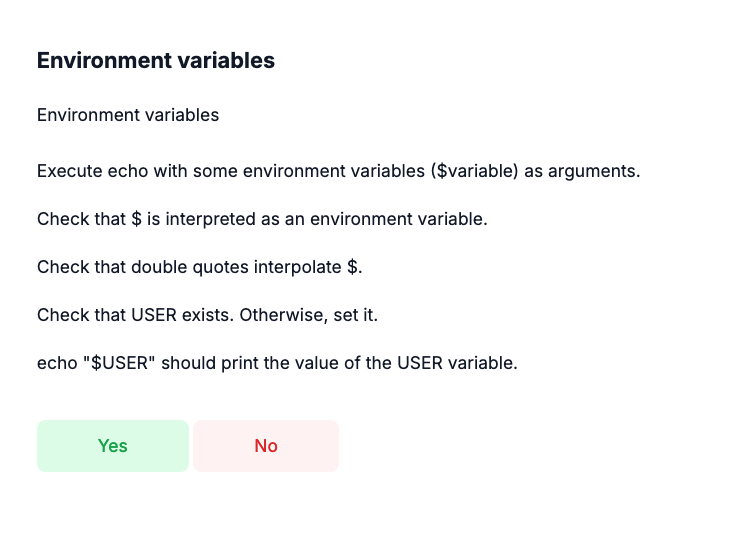 Environment variables
Environment variables
Execute echo with some environment variables ($variable) as arguments.
Check that $ is interpreted as an environment variable.
Check that double quotes interpolate $.
Check that USER exists. Otherwise, set it.
echo "$USER" should print the value of the USER variable.
Yes
No